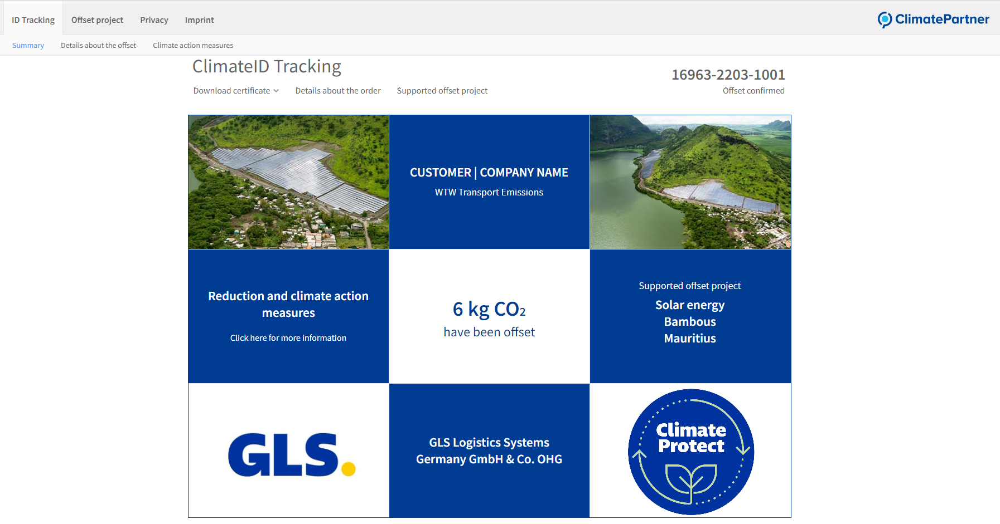 ID Tracking
Offset project
Privacy
Imprint
ClimatePartner
Summary
Details about the offset
Climate action measures
ClimateID Tracking
16963-2203-1001
Download certificate
Details about the order
Supported offset project
Offset confirmed
CUSTOMER | COMPANY NAME
WTW Transport Emissions
Reduction and climate action
measures
Click here for more information
6 kg CO₂
have been offset
Supported offset project
Solar energy
Bambous
Mauritius
GLS.
GLS Logistics Systems
Germany GmbH & Co. OHG
Climate
Protect